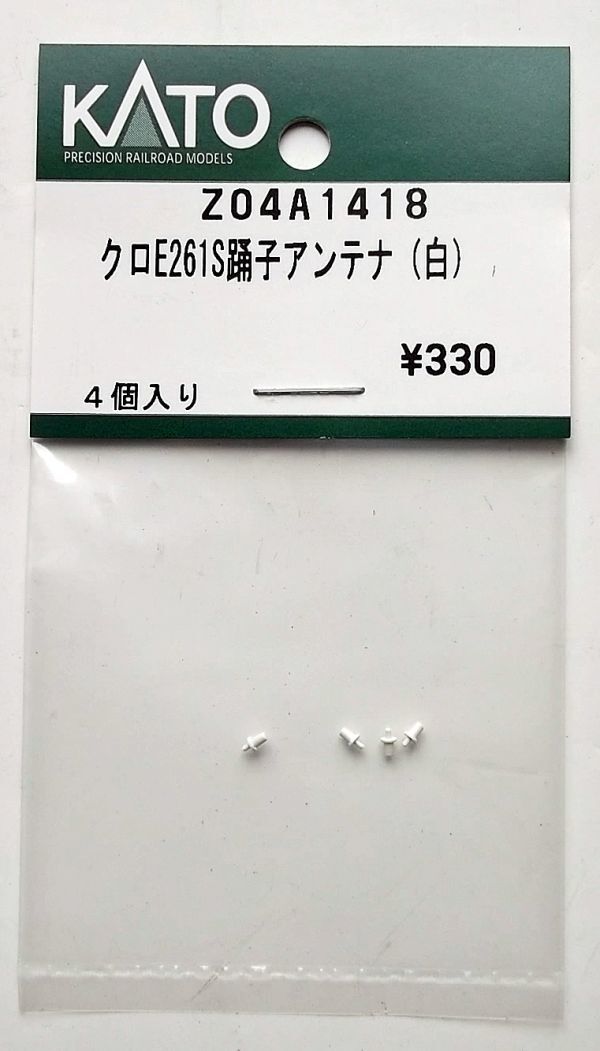 KATO
PRECISION RAILROAD MODELS
Z04A1418
クロE261S踊子アンテナ(白)
¥330
4個入り